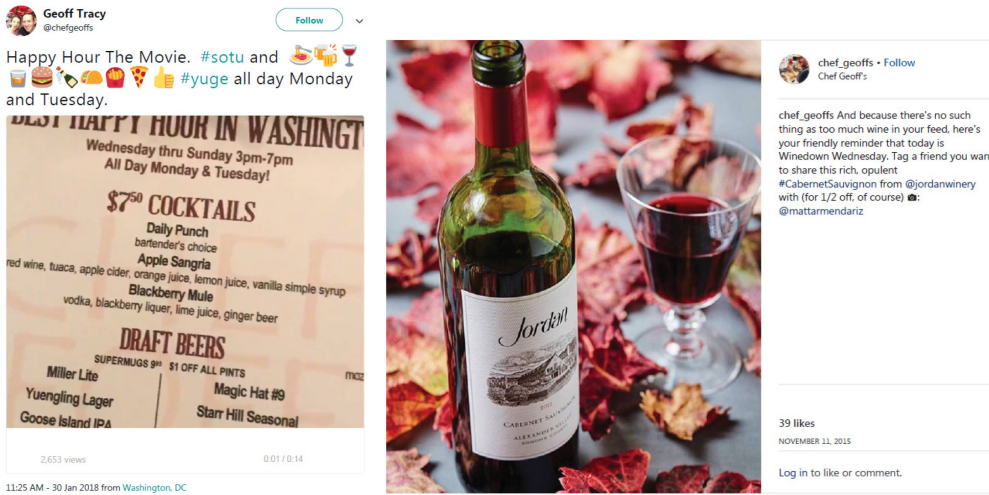 Geoff Tracy
@chefgeoffs
Follow
Happy Hour The Movie. #sotu and 🍝🍻🍷
🥃🍔🍾🌮🍟🍕👍 #yuge all day Monday
and Tuesday.
BEST HAPPY HOUR IN WASHINGT
Wednesday thru Sunday 3pm-7pm
All Day Monday & Tuesday!
$7⁵⁰ COCKTAILS
Daily Punch
bartender's choice
Apple Sangria
red wine, tuaca, apple cider, orange juice, lemon juice, vanilla simple syrup
Blackberry Mule
vodka, blackberry liquer, lime juice, ginger beer
DRAFT BEERS
SUPERMUGS $1 OFF ALL PINTS
Miller Lite
Yuengling Lager
Goose Island IPA
Magic Hat #9
Starr Hill Seasonal
moz
2,653 views
0:01 / 0:14
11:25 AM - 30 Jan 2018 from Washington, DC
Jordan
CABERNET SAUVIGNON
ALEXANDER VALLEY
chef_geoffs • Follow
Chef Geoff's
chef_geoffs And because there's no such
thing as too much wine in your feed, here's
your friendly reminder that today is
Winedown Wednesday. Tag a friend you wan
to share this rich, opulent
#CabernetSauvignon from @jordanwinery
with (for 1/2 off, of course) 📷:
@mattarmendariz
39 likes
NOVEMBER 11, 2015
Log in to like or comment.